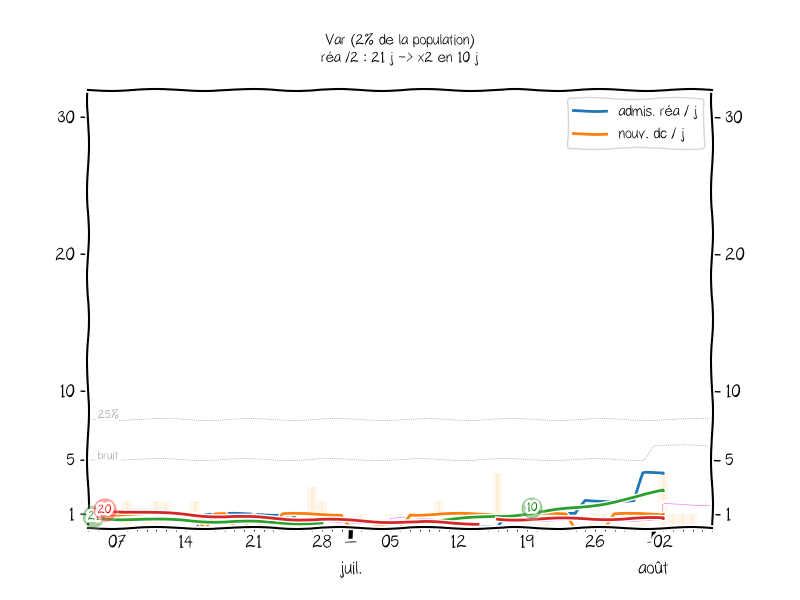 Var (2% de la population)
réa /2 : 21 j -> x2 en 10 j
admis. réa / j
nouv. dc / j
30
30
20
20
10
10
25%
bruit
5
5
1
1
2
20
10
07 14 21 28 05 12 19 26 02
juil. août